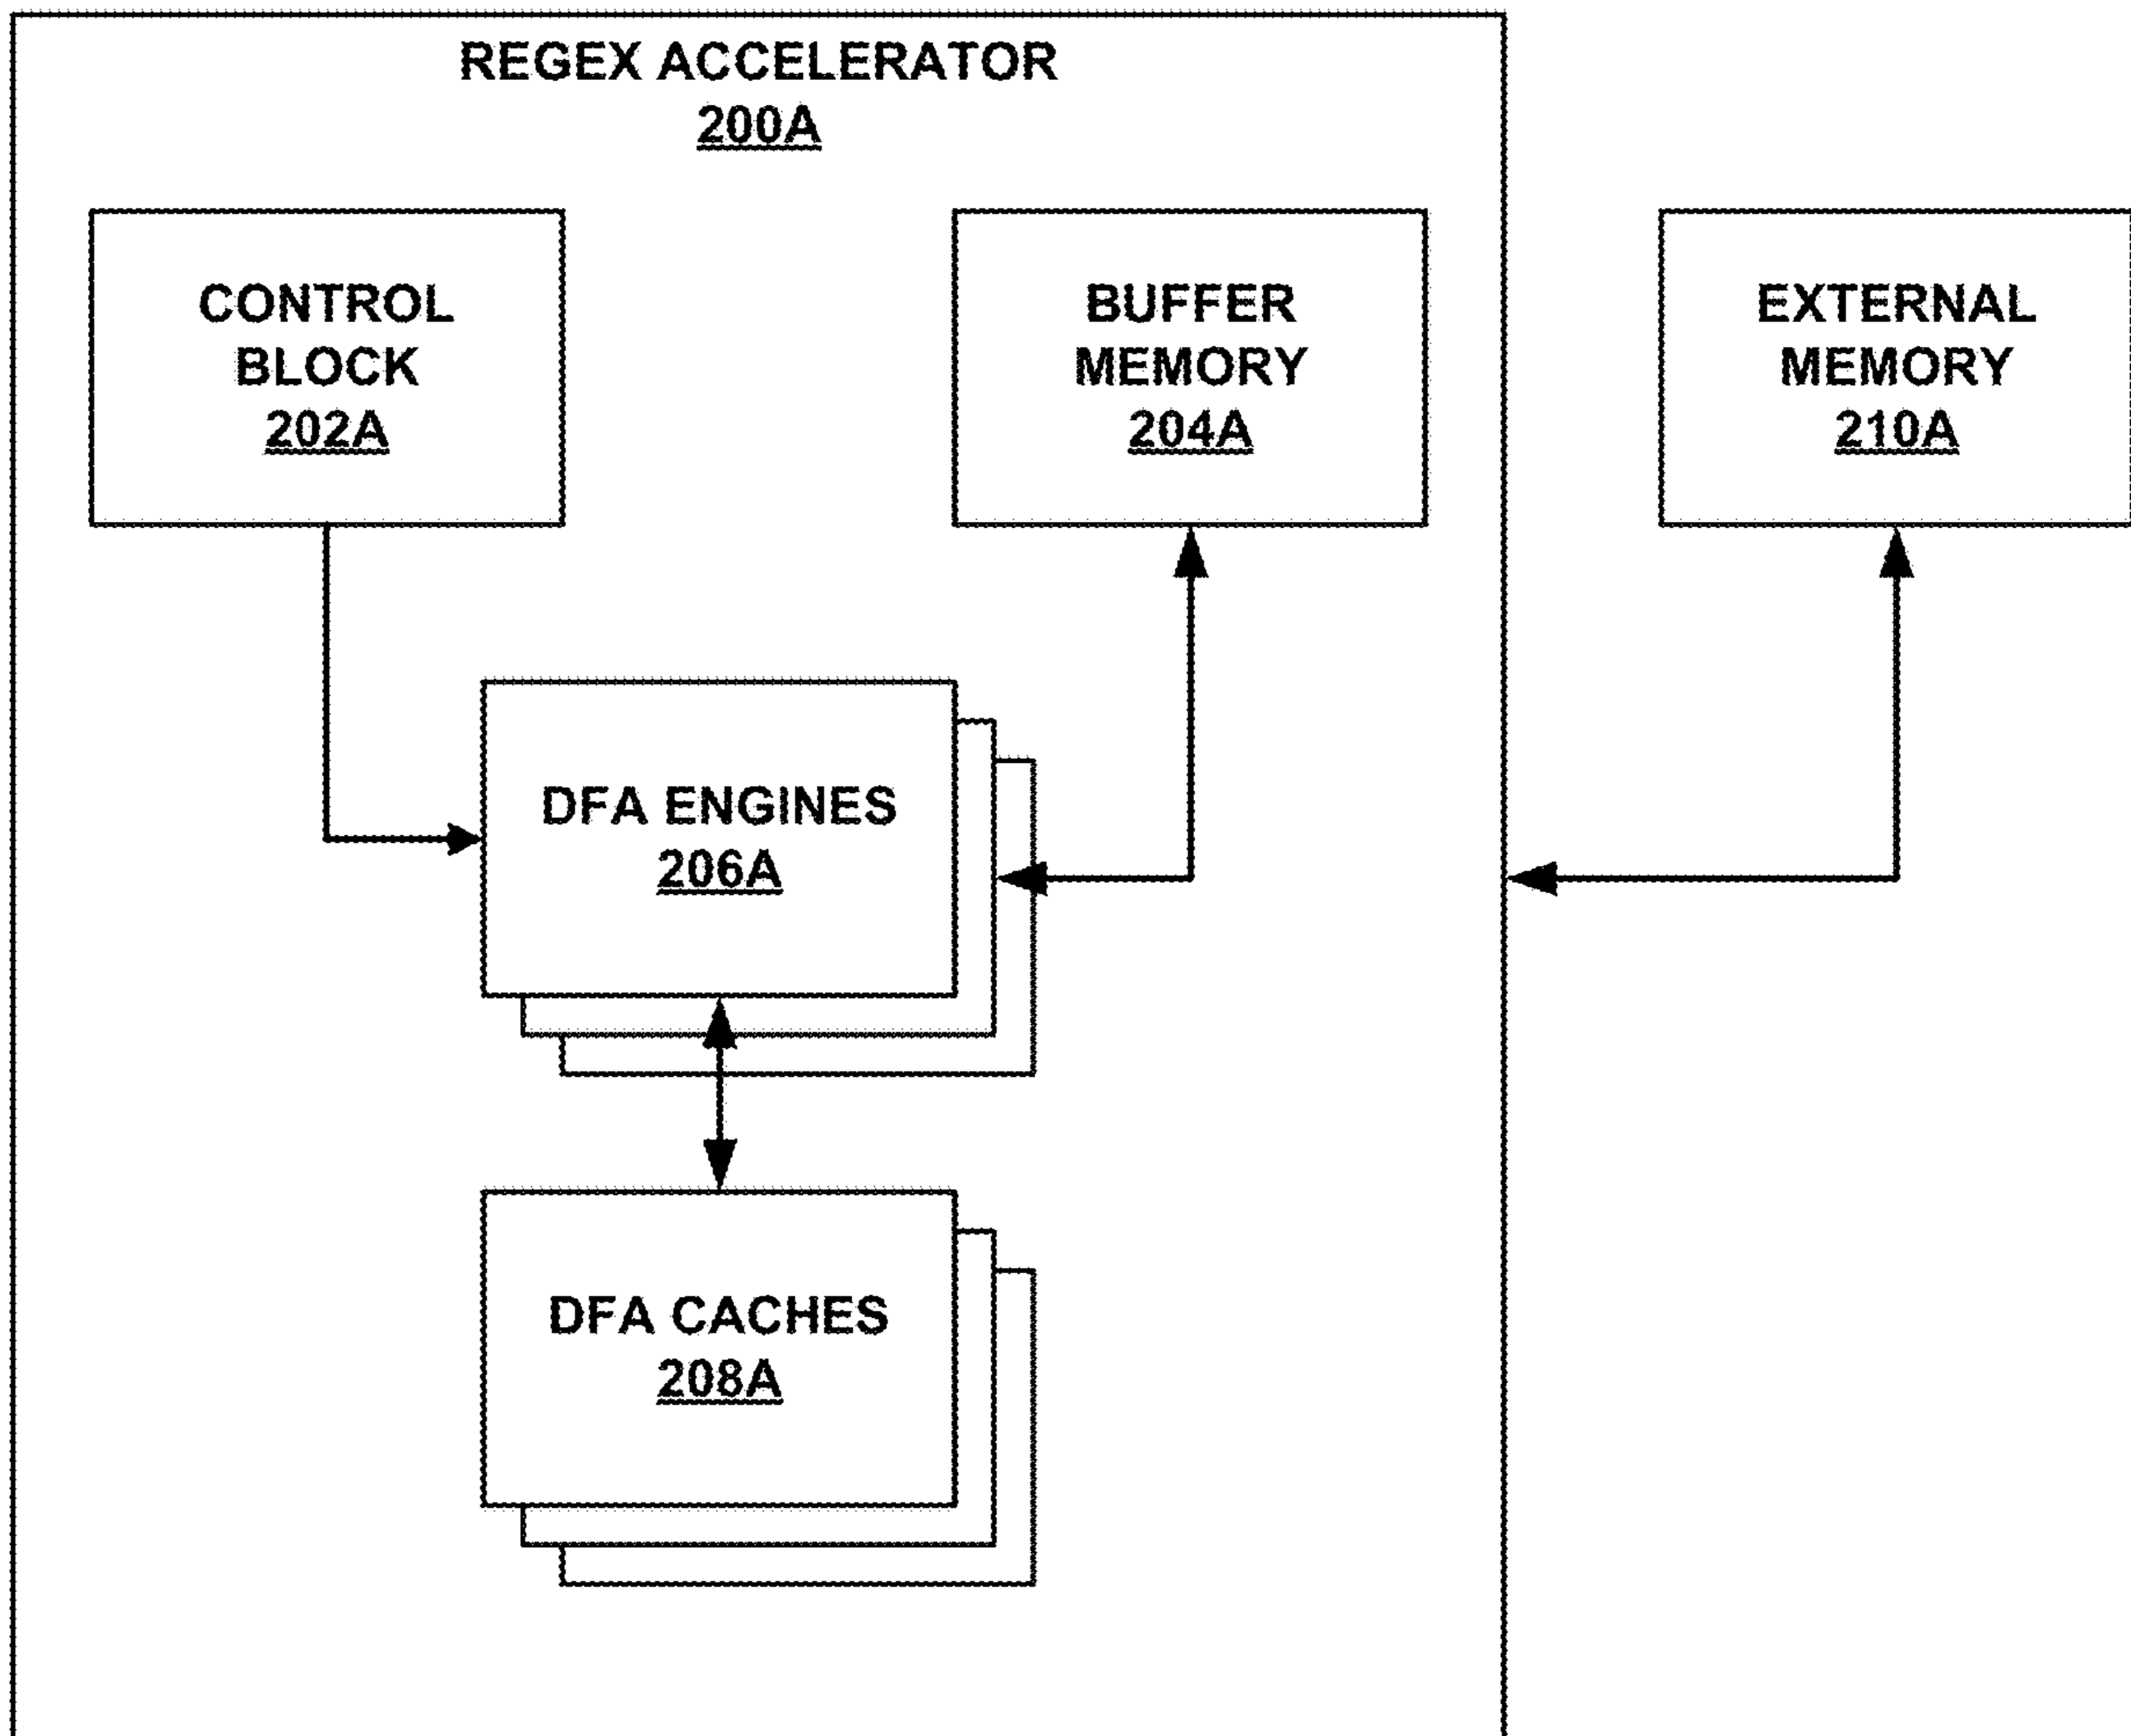 REGEX ACCELERATOR
200A
CONTROL
BLOCK
202A
BUFFER
MEMORY
204A
EXTERNAL
MEMORY
210A
DFA ENGINES
206A
DFA CACHES
208A